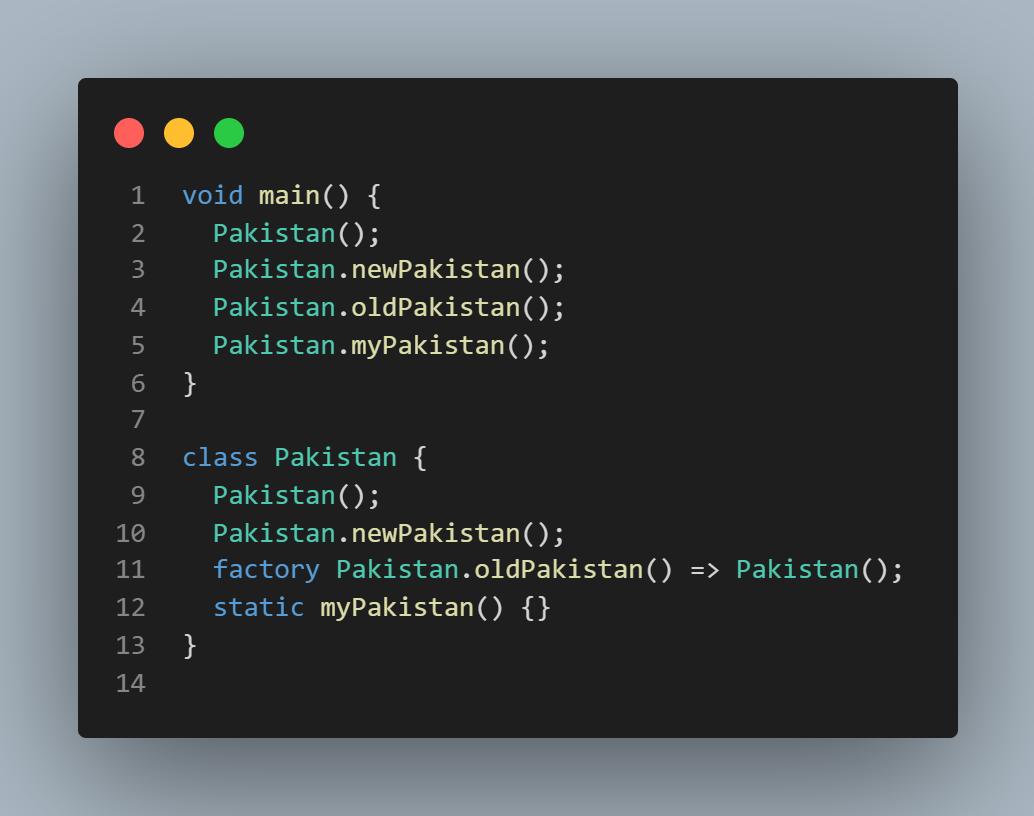 1 void main() {
2   Pakistan();
3   Pakistan.newPakistan();
4   Pakistan.oldPakistan();
5   Pakistan.myPakistan();
6 }
7
8 class Pakistan {
9   Pakistan();
10   Pakistan.newPakistan();
11   factory Pakistan.oldPakistan() => Pakistan();
12   static myPakistan() {}
13 }
14